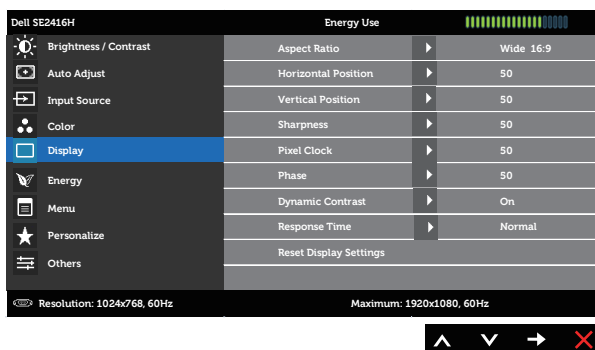 Dell SE2416H Energy Use
Brightness / Contrast Aspect Ratio Wide 16:9
Auto Adjust Horizontal Position 50
Input Source Vertical Position 50
Color Sharpness 50
Display Pixel Clock 50
Energy Phase 50
Menu Dynamic Contrast On
Personalize Response Time Normal
Others Reset Display Settings
Resolution: 1024x768, 60Hz Maximum: 1920x1080, 60Hz